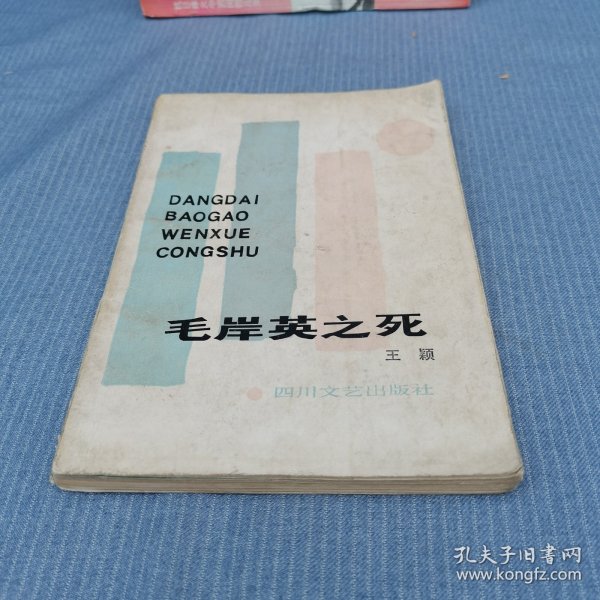 DANGDAI
BAOGAO
WENXUE
CONGSHU
毛岸英之死
王 颖
四川文艺出版社
孔夫子旧书网
www.kongfz.com